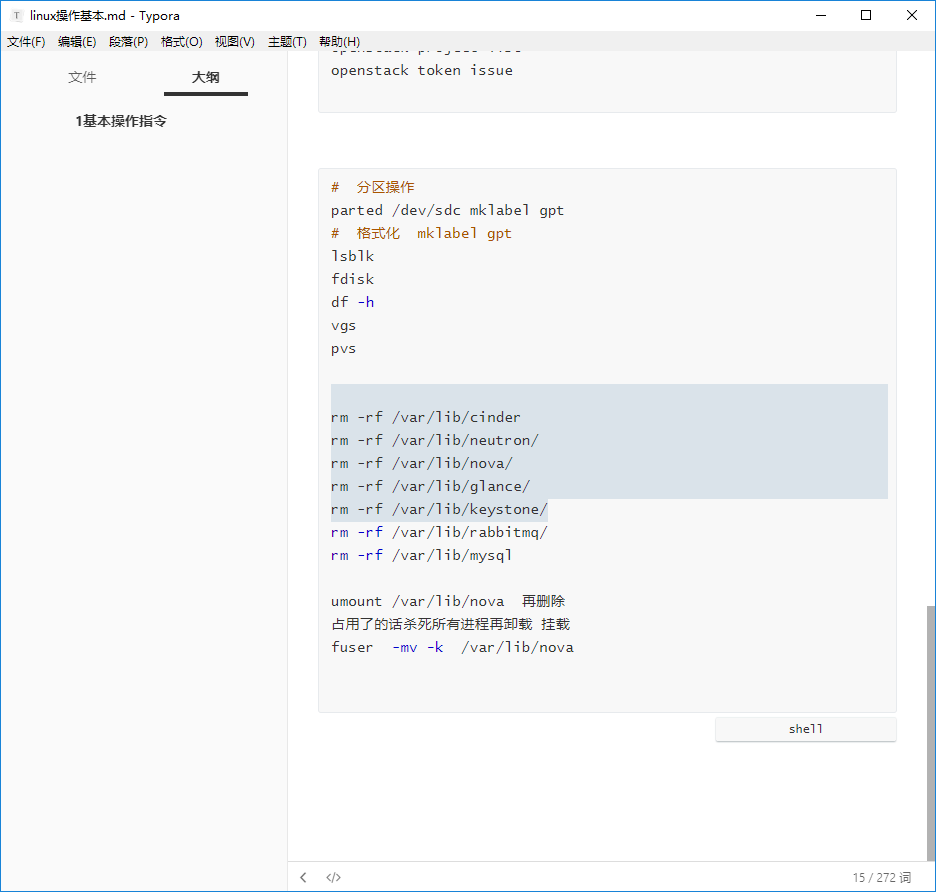 T linux操作基本.md - Typora
文件(F) 编辑(E) 段落(P) 格式(O) 视图(V) 主题(T) 帮助(H)
文件 大纲
1基本操作指令
openstack token issue
#  分区操作
parted /dev/sdc mklabel gpt
#  格式化  mklabel gpt
lsblk
fdisk
df -h
vgs
pvs
rm -rf /var/lib/cinder
rm -rf /var/lib/neutron/
rm -rf /var/lib/nova/
rm -rf /var/lib/glance/
rm -rf /var/lib/keystone/
rm -rf /var/lib/rabbitmq/
rm -rf /var/lib/mysql
umount /var/lib/nova  再删除
占用了的话杀死所有进程再卸载 挂载
fuser  -mv -k  /var/lib/nova
shell
15 / 272 词